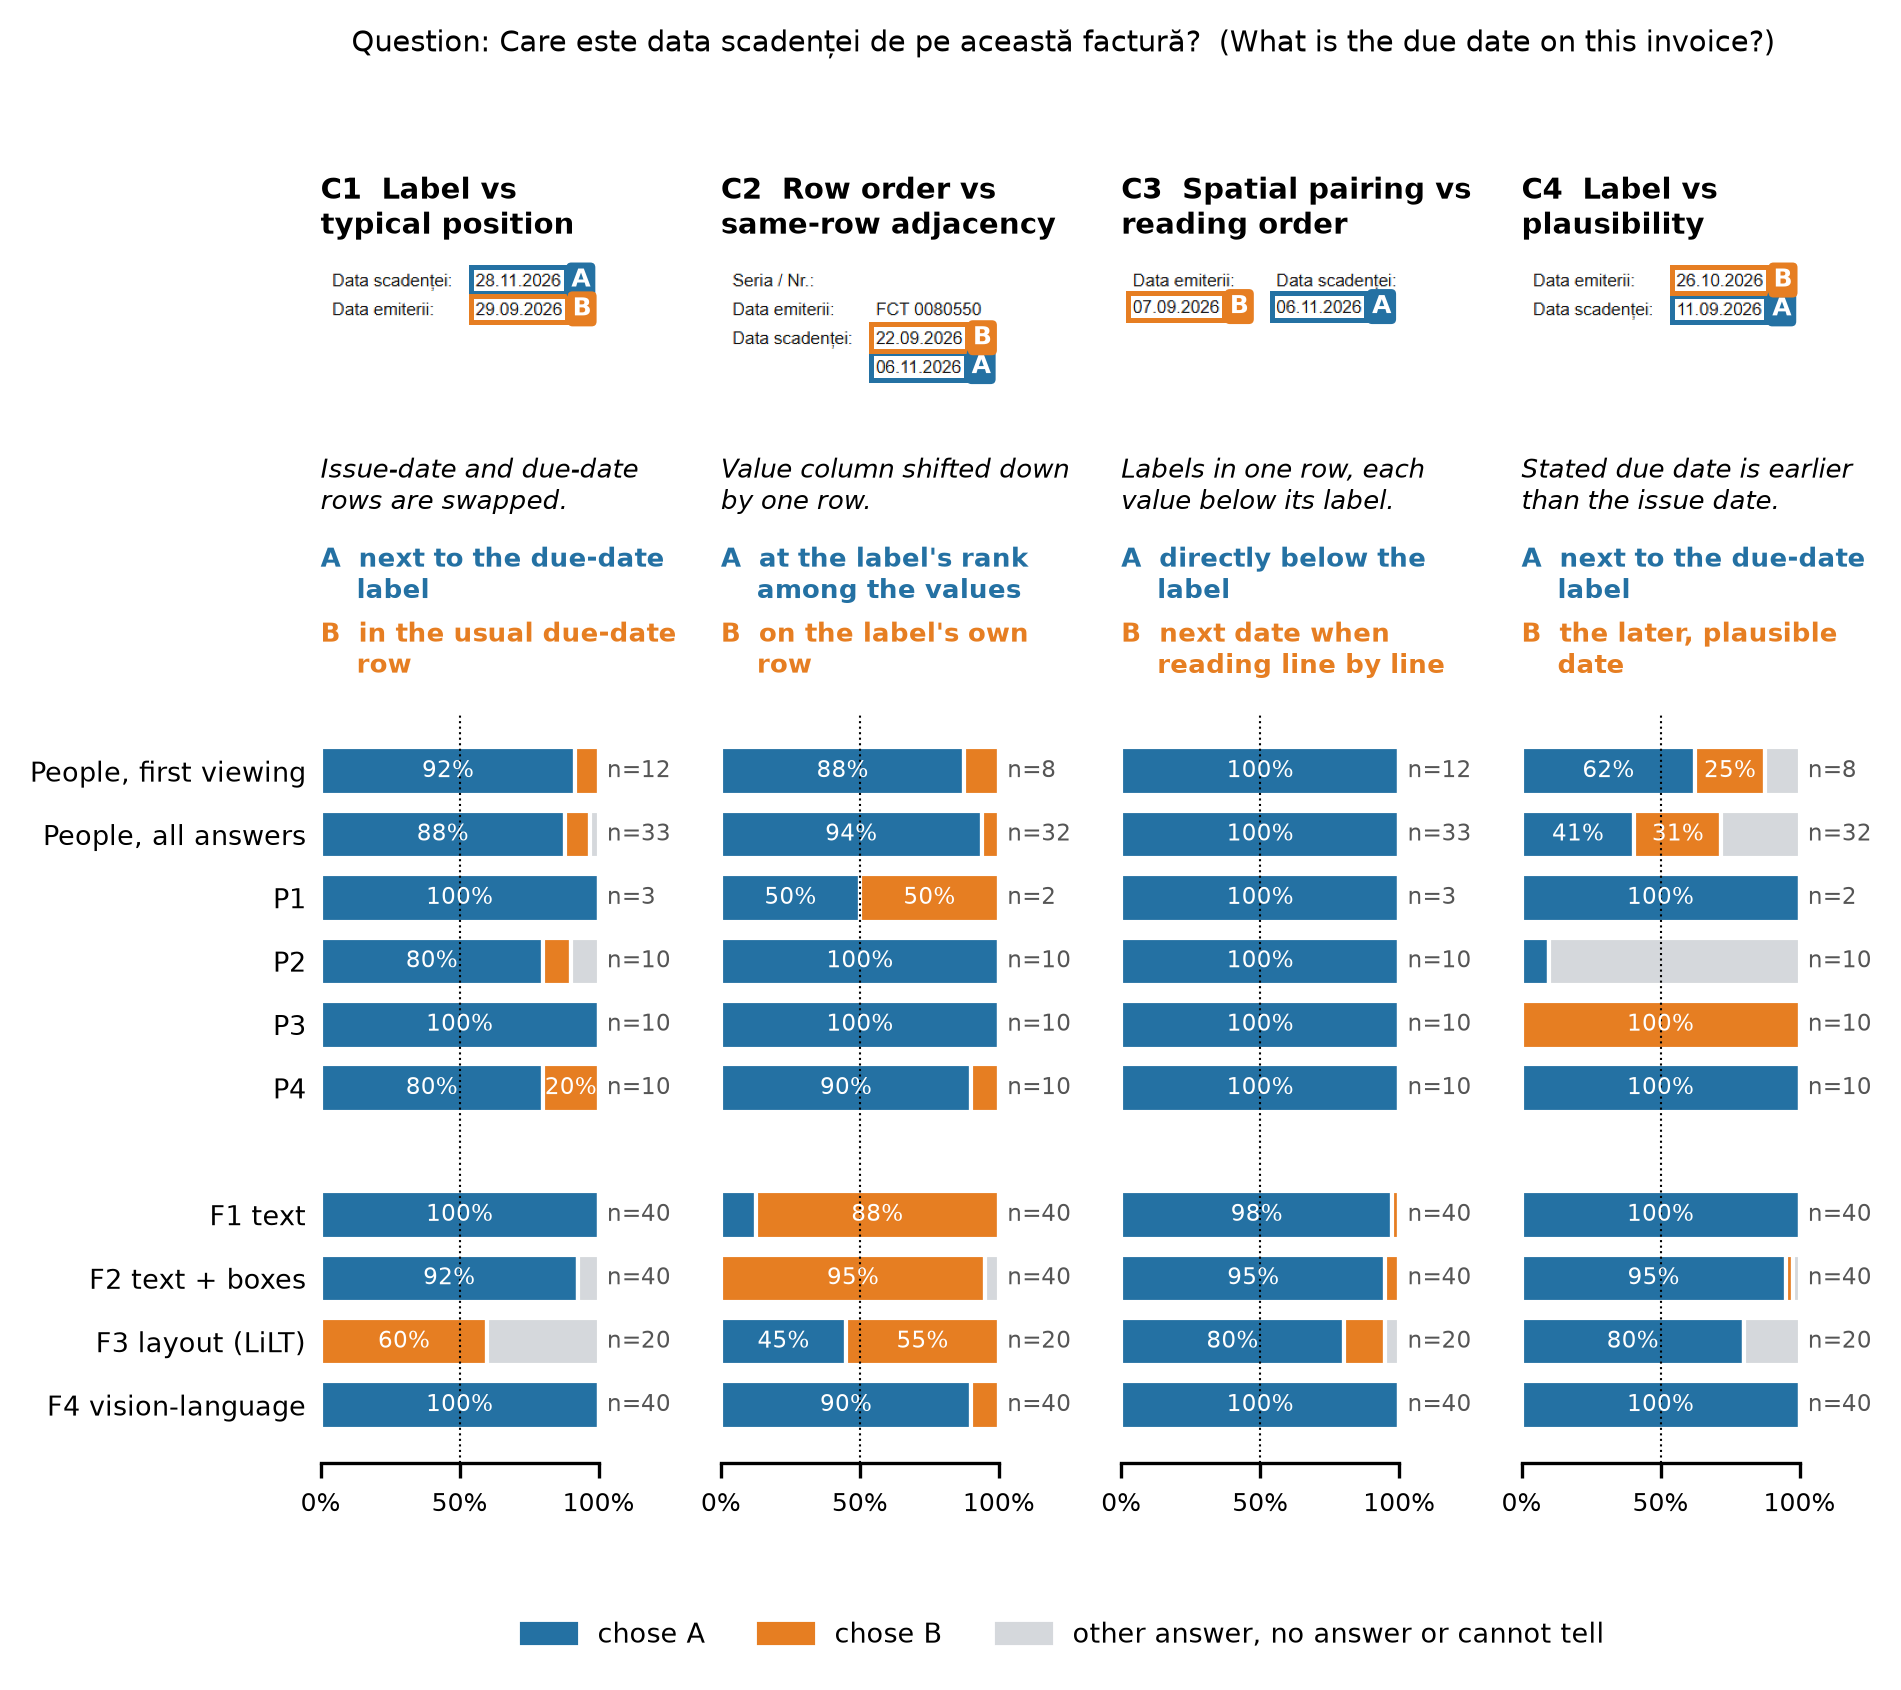 Question: Care este data scadenței de pe această factură?  (What is the due date on this invoice?)
C1  Label vs
typical position
Data scadenței: 28.11.2026 A
Data emiterii: 29.09.2026 B
Issue-date and due-date
rows are swapped.
A  next to the due-date
label
B  in the usual due-date
row
C2  Row order vs
same-row adjacency
Seria / Nr.:
Data emiterii: FCT 0080550
Data scadenței: 22.09.2026 B
06.11.2026 A
Value column shifted down
by one row.
A  at the label's rank
among the values
B  on the label's own
row
C3  Spatial pairing vs
reading order
Data emiterii: Data scadenței:
07.09.2026 B 06.11.2026 A
Labels in one row, each
value below its label.
A  directly below the
label
B  next date when
reading line by line
C4  Label vs
plausibility
Data emiterii: 26.10.2026 B
Data scadenței: 11.09.2026 A
Stated due date is earlier
than the issue date.
A  next to the due-date
label
B  the later, plausible
date
People, first viewing 92% n=12 88% n=8 100% n=12 62% 25% n=8
People, all answers 88% n=33 94% n=32 100% n=33 41% 31% n=32
P1 100% n=3 50% 50% n=2 100% n=3 100% n=2
P2 80% n=10 100% n=10 100% n=10 n=10
P3 100% n=10 100% n=10 100% n=10 100% n=10
P4 80% 20% n=10 90% n=10 100% n=10 100% n=10
F1 text 100% n=40 88% n=40 98% n=40 100% n=40
F2 text + boxes 92% n=40 95% n=40 95% n=40 95% n=40
F3 layout (LiLT) 60% n=20 45% 55% n=20 80% n=20 80% n=20
F4 vision-language 100% n=40 90% n=40 100% n=40 100% n=40
0% 50% 100% 0% 50% 100% 0% 50% 100% 0% 50% 100%
chose A chose B other answer, no answer or cannot tell